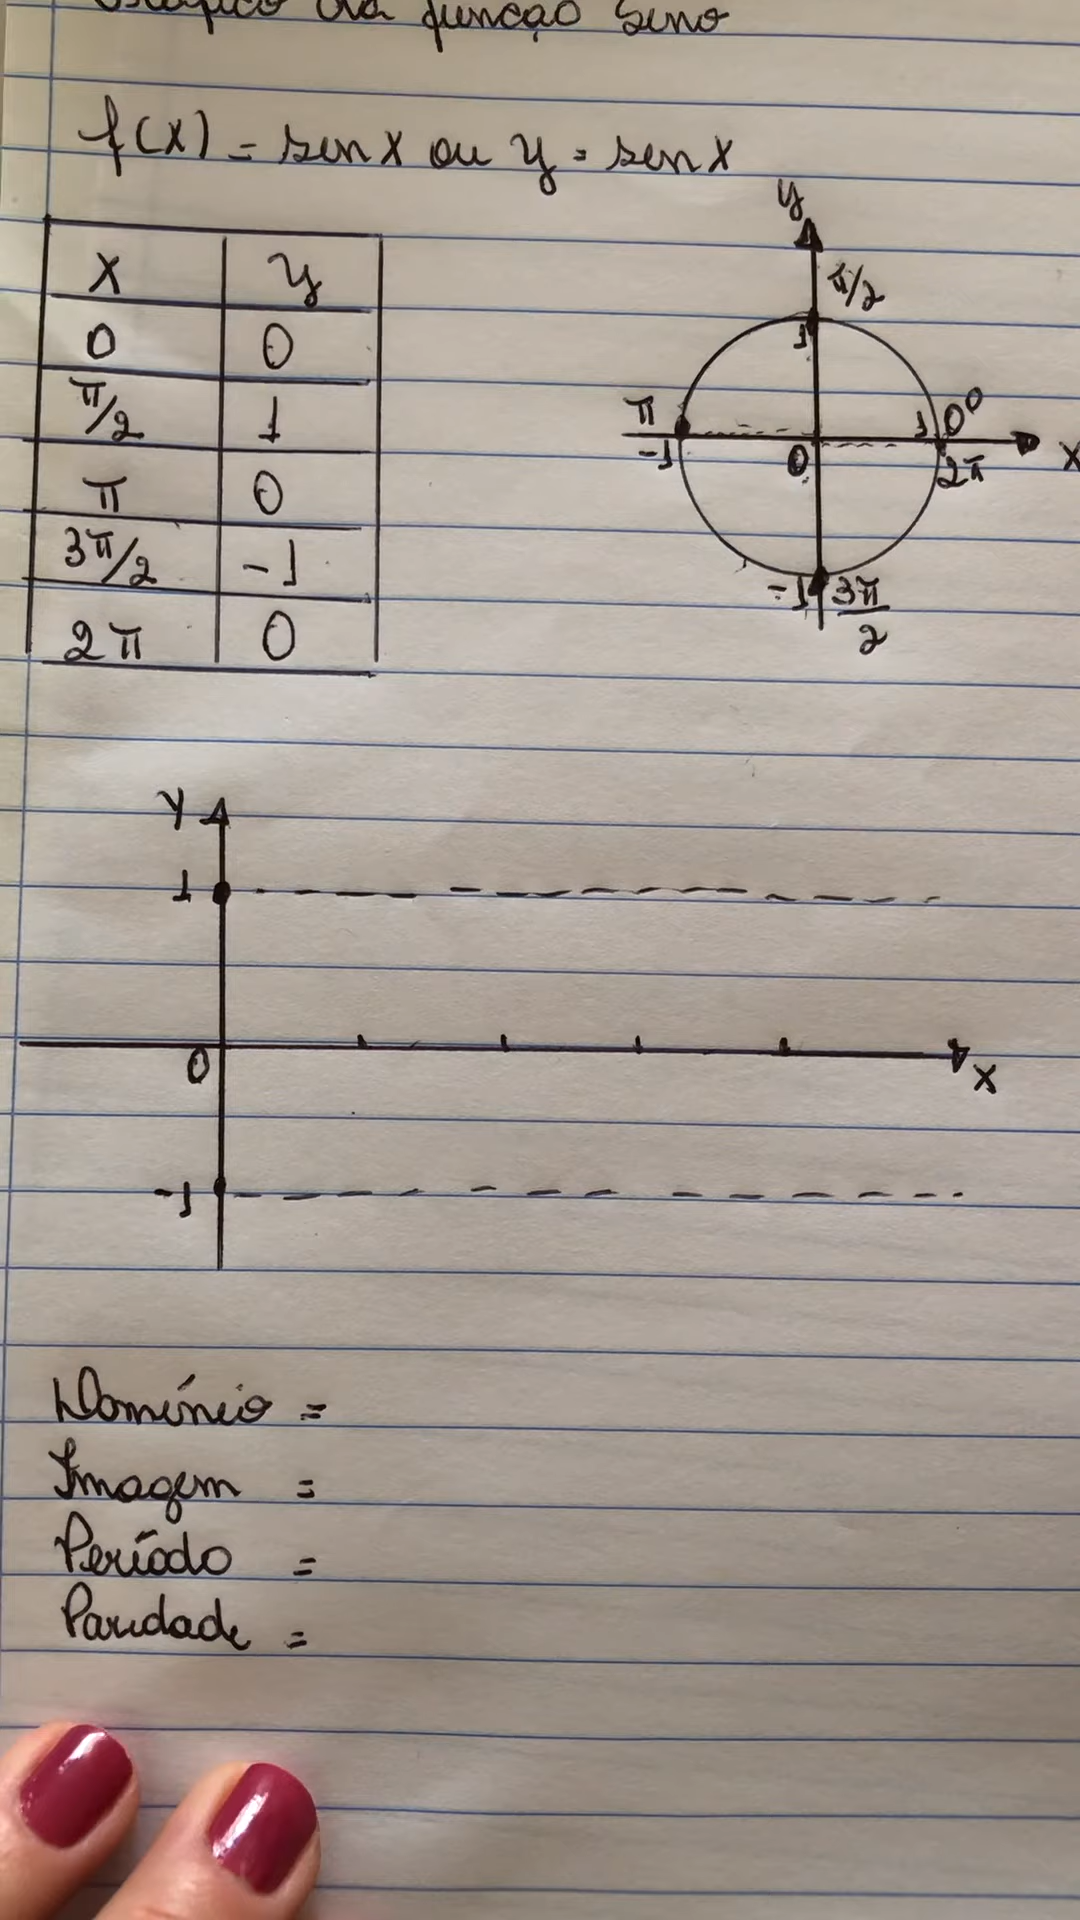 Gráfico da função Seno
f(x) = sen x ou y = sen x
x y
0 0
π/2 1
π 0
3π/2 -1
2π 0
y
π/2
1
π
1
0°
-1
0
2π
x
-1
3π/2
y
1
0
x
-1
Domínio =
Imagem =
Período =
Paridade =